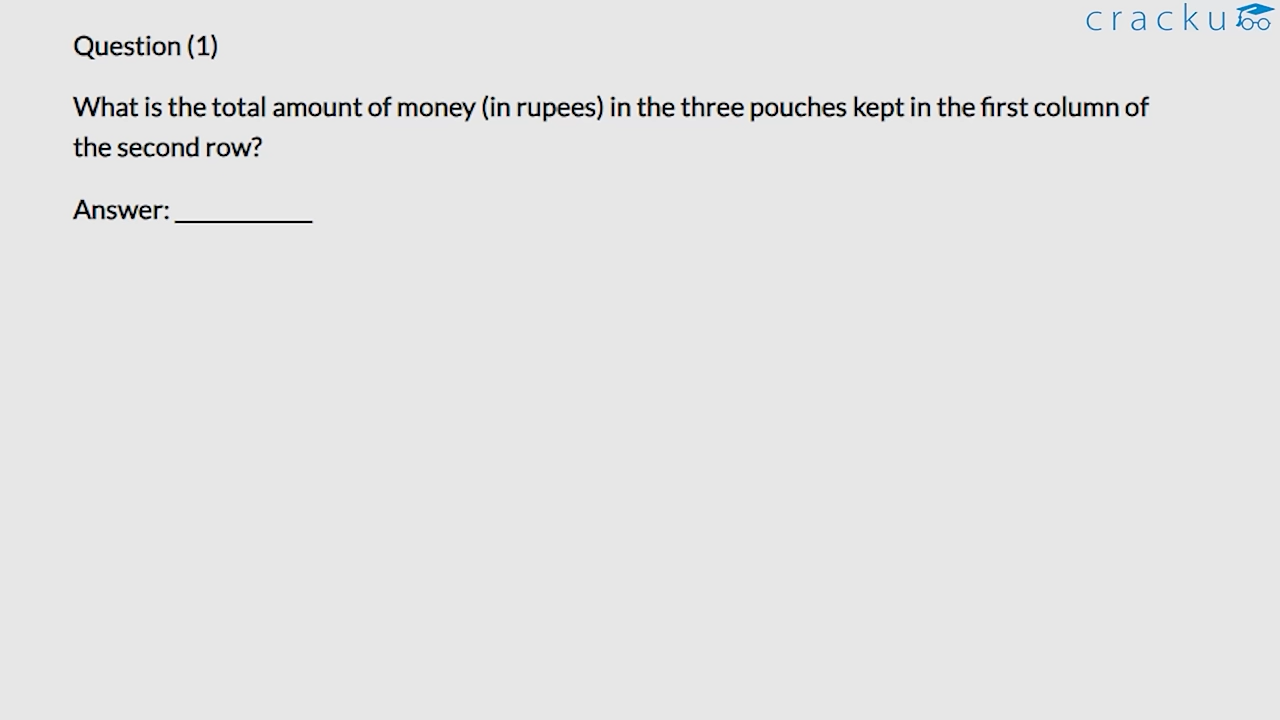 cracku
Question (1)
What is the total amount of money (in rupees) in the three pouches kept in the first column of
the second row?
Answer: __________